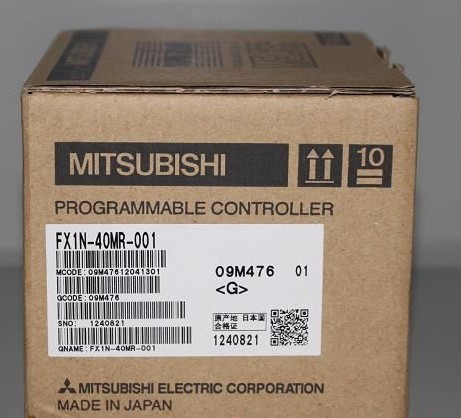 MITSUBISHI
10
PROGRAMMABLE CONTROLLER
FX1N-40MR-001
MCODE: 09M47612041301
09M476 01
GCODE: 09M476
<G>
SNO: 1240821
原产地 日本国
合格证
1240821
GNAME: FX1N-40MR-001
MITSUBISHI ELECTRIC CORPORATION
MADE IN JAPAN